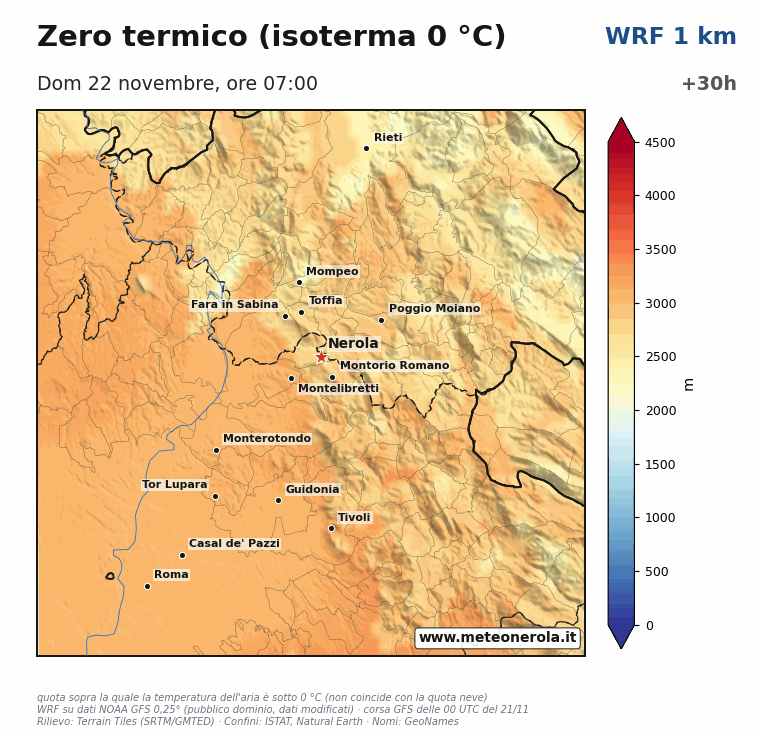 Zero termico (isoterma 0 °C)
WRF 1 km
Dom 22 novembre, ore 07:00
+30h
Rieti
Mompeo
Fara in Sabina
Toffia
Poggio Moiano
Nerola
Montorio Romano
Montelibretti
Monterotondo
Tor Lupara
Guidonia
Tivoli
Casal de' Pazzi
Roma
www.meteonerola.it
4500
4000
3500
3000
2500
2000
1500
1000
500
0
m
quota sopra la quale la temperatura dell'aria è sotto 0 °C (non coincide con la quota neve)
WRF su dati NOAA GFS 0,25° (pubblico dominio, dati modificati) · corsa GFS delle 00 UTC del 21/11
Rilievo: Terrain Tiles (SRTM/GMTED) · Confini: ISTAT, Natural Earth · Nomi: GeoNames